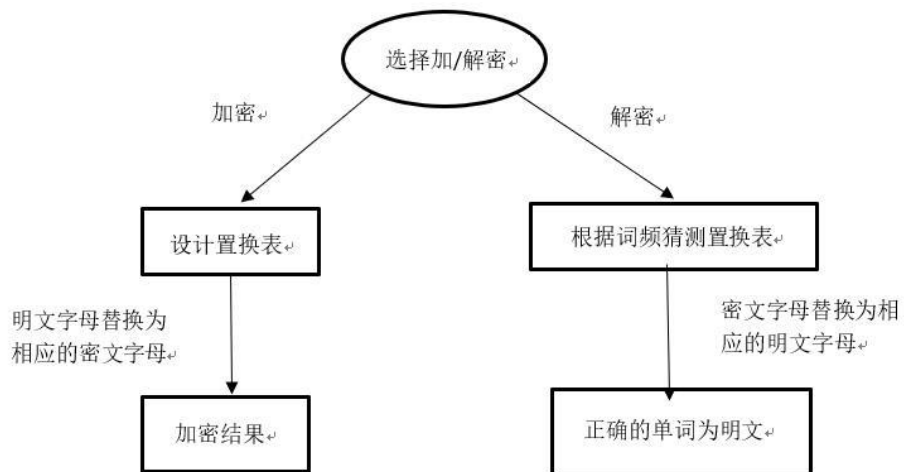 选择加/解密
加密
解密
设计置换表
根据词频猜测置换表
明文字母替换为
相应的密文字母
密文字母替换为相
应的明文字母
加密结果
正确的单词为明文